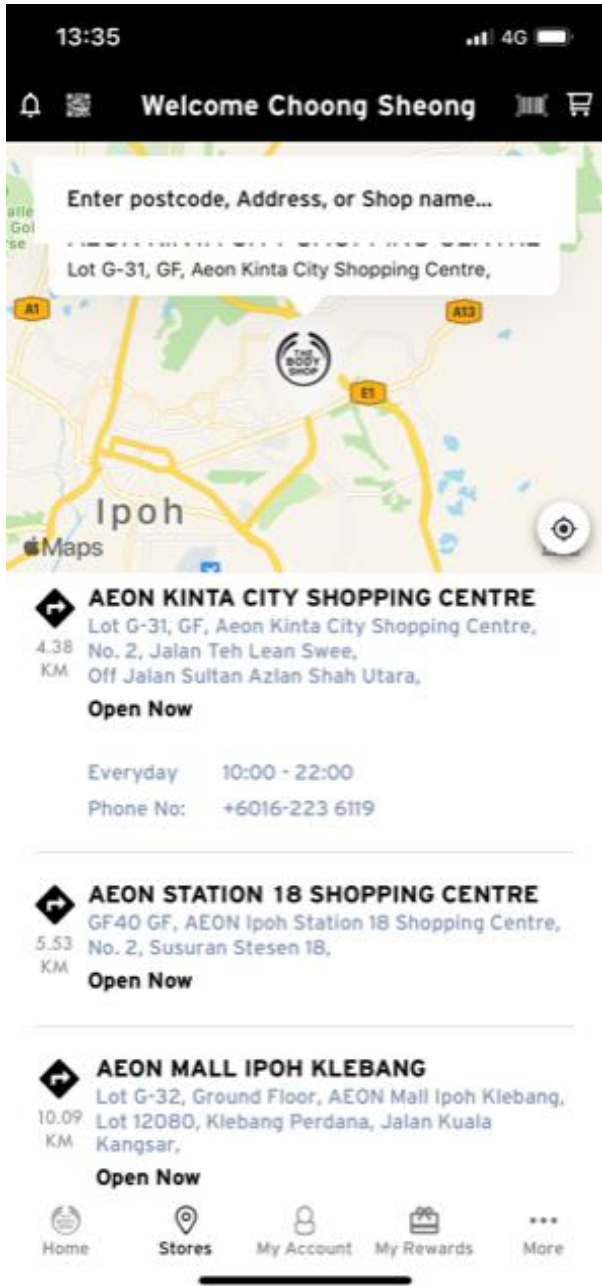 13:35
4G
Welcome Choong Sheong
Enter postcode, Address, or Shop name...
Lot G-31, GF, Aeon Kinta City Shopping Centre,
A1
A13
THE
BODY
SHOP
E1
Ipoh
Maps
AEON KINTA CITY SHOPPING CENTRE
Lot G-31, GF, Aeon Kinta City Shopping Centre,
4.38 No. 2, Jalan Teh Lean Swee,
KM Off Jalan Sultan Azlan Shah Utara,
Open Now
Everyday 10:00 - 22:00
Phone No: +6016-223 6119
AEON STATION 18 SHOPPING CENTRE
GF40 GF, AEON Ipoh Station 18 Shopping Centre,
5.53 No. 2, Susuran Stesen 18,
KM
Open Now
AEON MALL IPOH KLEBANG
Lot G-32, Ground Floor, AEON Mall Ipoh Klebang,
10.09 Lot 12080, Klebang Perdana, Jalan Kuala
KM Kangsar,
Open Now
Home Stores My Account My Rewards More